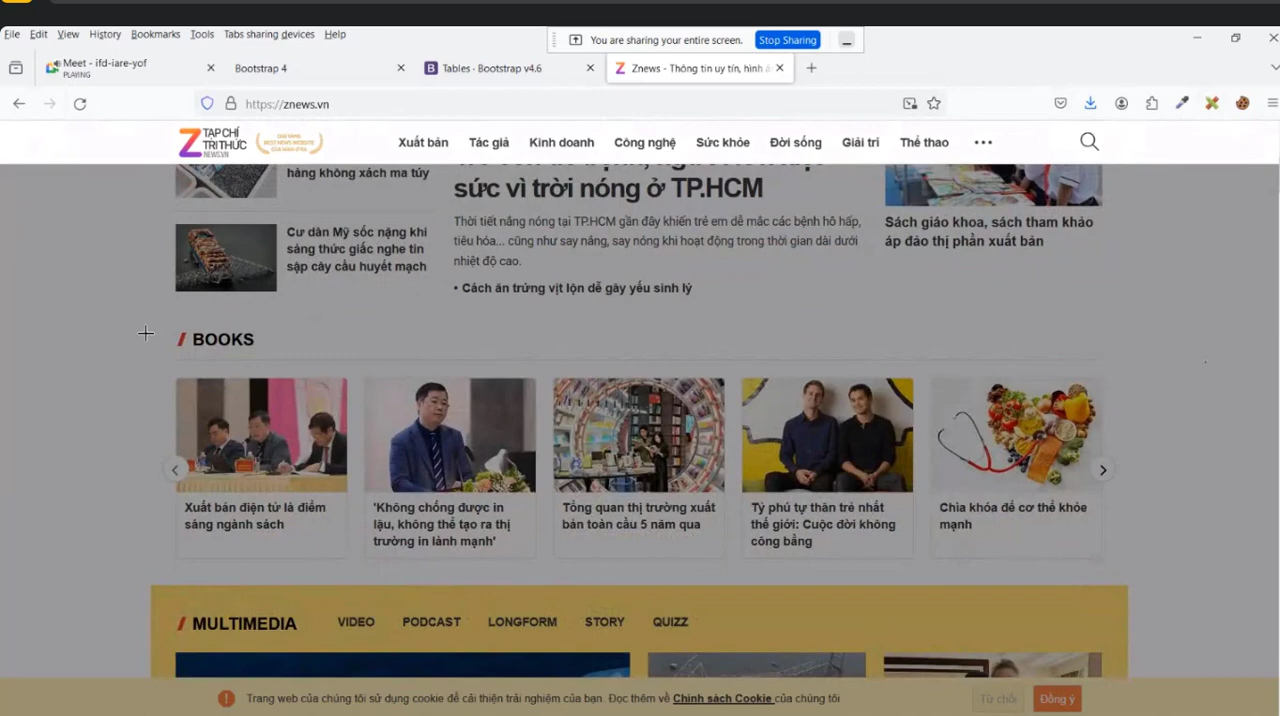 File Edit View History Bookmarks Tools Tabs sharing devices Help
You are sharing your entire screen. Stop Sharing
Meet - ifd-iare-yof
PLAYING
Bootstrap 4
Tables - Bootstrap v4.6
Znews - Thông tin uy tín, hình ả
https://znews.vn
TẠP CHÍ
TRI THỨC
NEWS.VN
Xuất bản Tác giả Kinh doanh Công nghệ Sức khỏe Đời sống Giải trí Thể thao
hàng không xách ma túy
sức vì trời nóng ở TP.HCM
Thời tiết nắng nóng tại TP.HCM gần đây khiến trẻ em dễ mắc các bệnh hô hấp,
tiêu hóa... cũng như say nắng, say nóng khi hoạt động trong thời gian dài dưới
nhiệt độ cao.
• Cách ăn trứng vịt lộn dễ gây yếu sinh lý
Cư dân Mỹ sốc nặng khi
sáng thức giấc nghe tin
sập cây cầu huyết mạch
Sách giáo khoa, sách tham khảo
áp đảo thị phần xuất bản
BOOKS
Xuất bản điện tử là điểm
sáng ngành sách
'Không chống được in
lậu, không thể tạo ra thị
trường in lành mạnh'
Tổng quan thị trường xuất
bản toàn cầu 5 năm qua
Tỷ phú tự thân trẻ nhất
thế giới: Cuộc đời không
công bằng
Chìa khóa để cơ thể khỏe
mạnh
MULTIMEDIA VIDEO PODCAST LONGFORM STORY QUIZZ
Trang web của chúng tôi sử dụng cookie để cải thiện trải nghiệm của bạn. Đọc thêm về Chính sách Cookie của chúng tôi
Từ chối Đồng ý